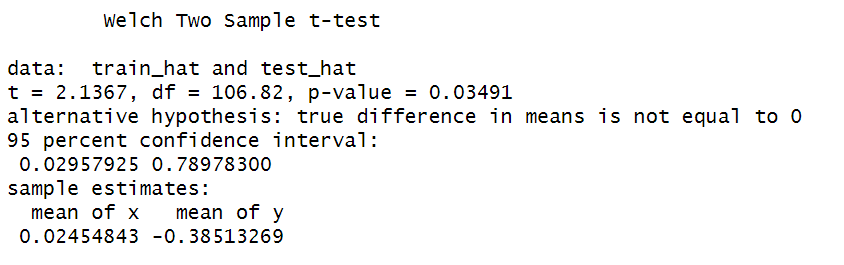 Welch Two Sample t-test
data:  train_hat and test_hat
t = 2.1367, df = 106.82, p-value = 0.03491
alternative hypothesis: true difference in means is not equal to 0
95 percent confidence interval:
 0.02957925 0.78978300
sample estimates:
  mean of x   mean of y
 0.02454843 -0.38513269